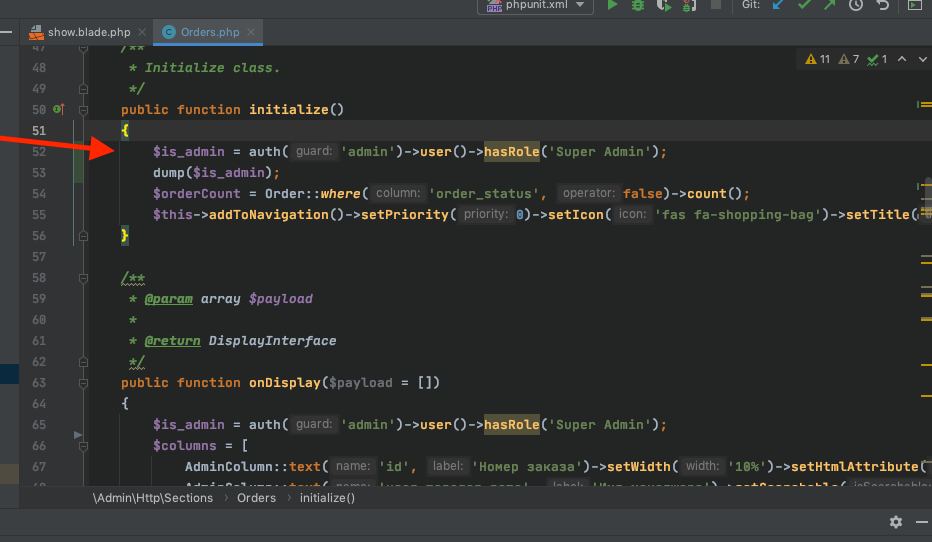 phpunit.xml Git:
show.blade.php Orders.php
47 /**
48 * Initialize class. 11 7 1
49 */
50 public function initialize()
51 {
52 $is_admin = auth( guard: 'admin')->user()->hasRole('Super Admin');
53 dump($is_admin);
54 $orderCount = Order::where( column: 'order_status', operator: false)->count();
55 $this->addToNavigation()->setPriority( priority: 0)->setIcon( icon: 'fas fa-shopping-bag')->setTitle(
56 }
57
58 /**
59 * @param array $payload
60 *
61 * @return DisplayInterface
62 */
63 public function onDisplay($payload = [])
64 {
65 $is_admin = auth( guard: 'admin')->user()->hasRole('Super Admin');
66 $columns = [
67 AdminColumn::text( name: 'id', label: 'Номер заказа')->setWidth( width: '10%')->setHtmlAttribute(
\Admin\Http\Sections Orders initialize()